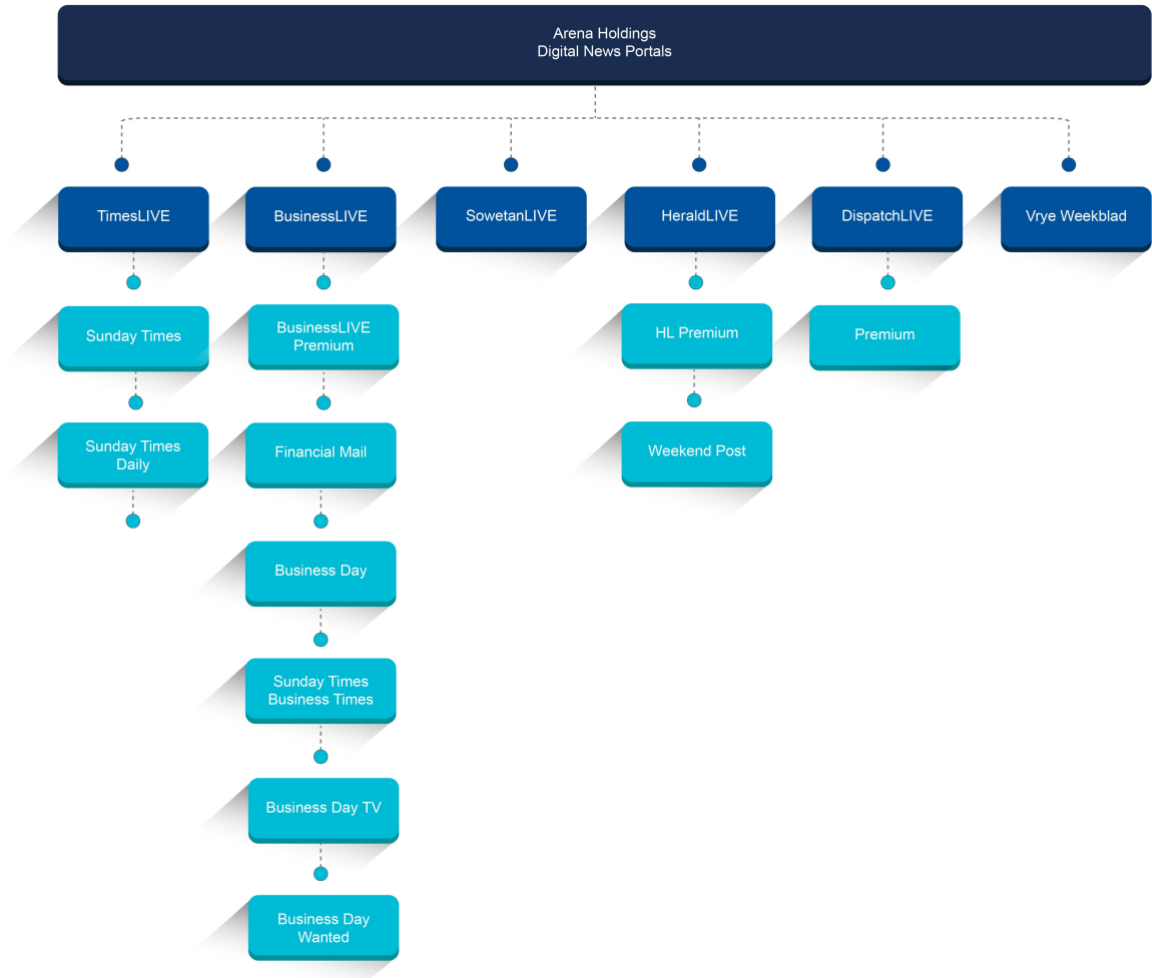 Arena Holdings
Digital News Portals
TimesLIVE
BusinessLIVE
SowetanLIVE
HeraldLIVE
DispatchLIVE
Vrye Weekblad
Sunday Times
Sunday Times
Daily
BusinessLIVE
Premium
Financial Mail
Business Day
Sunday Times
Business Times
Business Day TV
Business Day
Wanted
HL Premium
Weekend Post
Premium